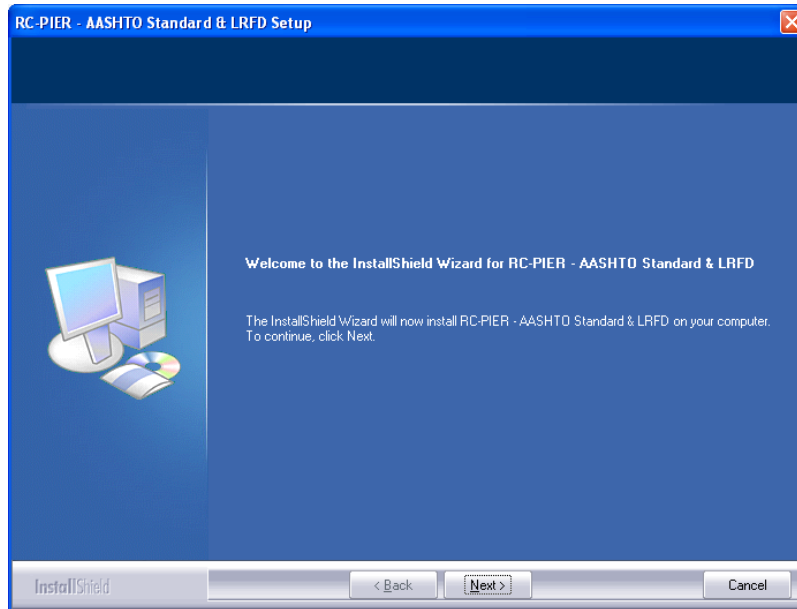 RC-PIER - AASHTO Standard & LRFD Setup
Welcome to the InstallShield Wizard for RC-PIER - AASHTO Standard & LRFD
The InstallShield Wizard will now install RC-PIER - AASHTO Standard & LRFD on your computer.
To continue, click Next.
InstallShield
< Back
Next >
Cancel